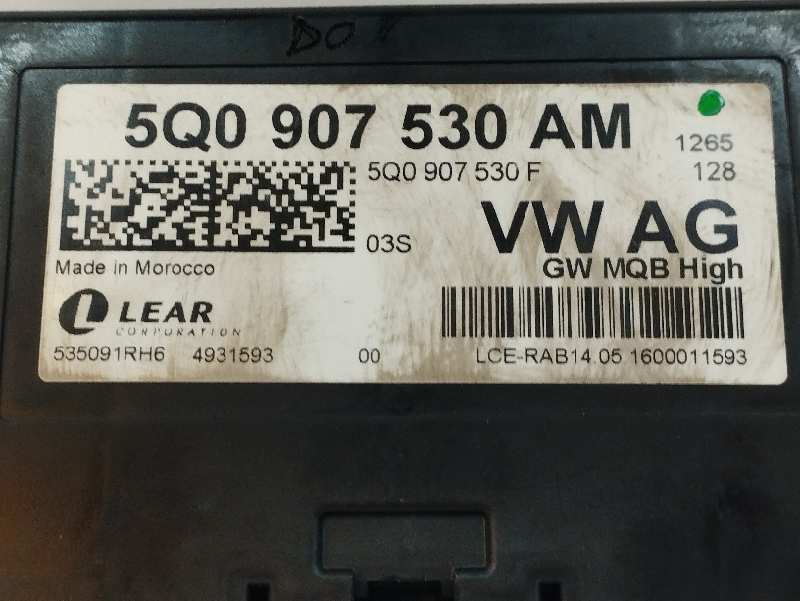 5Q0 907 530 AM 1265
5Q0 907 530 F 128
03S VW AG
Made in Morocco GW MQB High
LEAR
CORPORATION
535091RH6 4931593 00 LCE-RAB14.05 1600011593